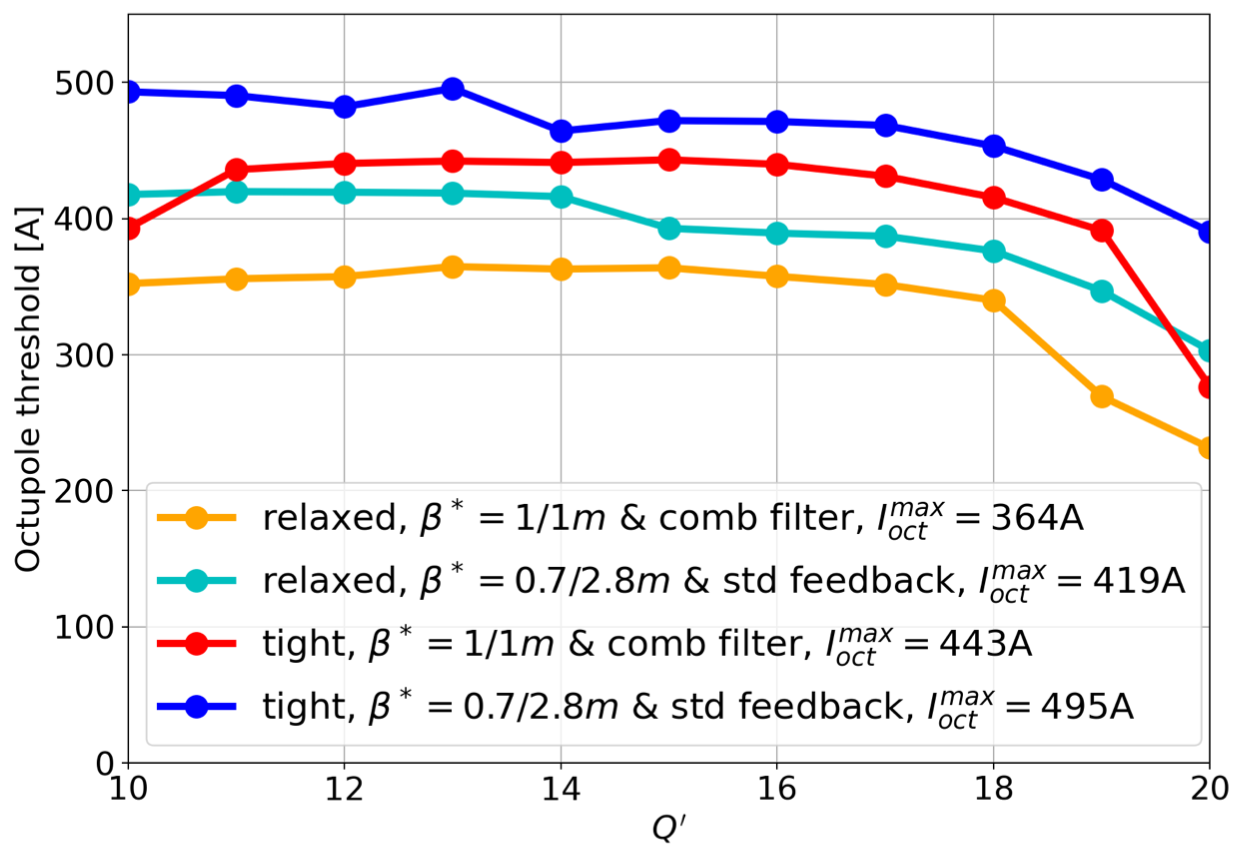 500
400
300
200
100
0
Octupole threshold [A]
relaxed, β* = 1/1m & comb filter, I_oct^max = 364A
relaxed, β* = 0.7/2.8m & std feedback, I_oct^max = 419A
tight, β* = 1/1m & comb filter, I_oct^max = 443A
tight, β* = 0.7/2.8m & std feedback, I_oct^max = 495A
10 12 14 16 18 20
Q′